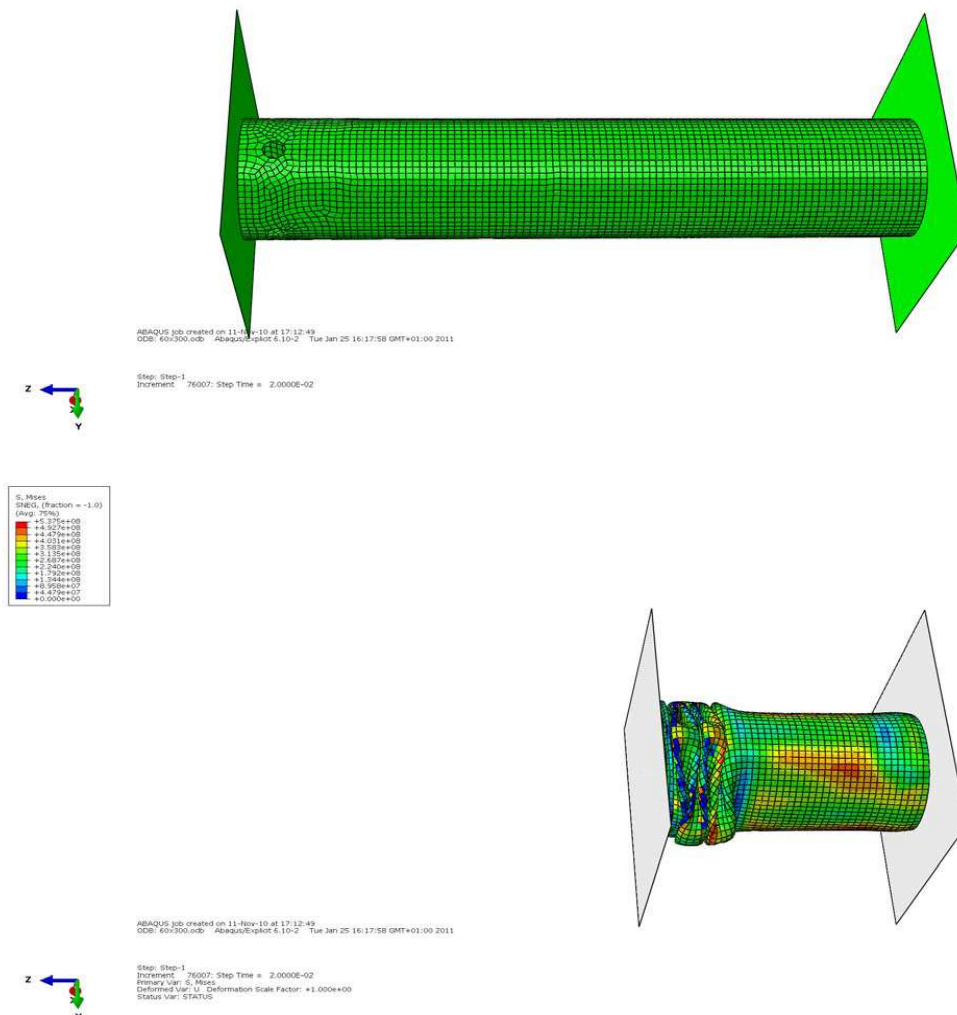 ABAQUS job created on 11-Nov-10 at 17:12:49
ODB: 60x300.odb Abaqus/Explicit 6.10-2 Tue Jan 25 16:17:58 GMT+01:00 2011
Step: Step-1
Increment 76007: Step Time = 2.0000E-02
Z
Y
S, Mises
SNEG, (fraction = -1.0)
(Avg: 75%)
+5.375e+08
+4.927e+08
+4.479e+08
+4.031e+08
+3.583e+08
+3.135e+08
+2.687e+08
+2.240e+08
+1.792e+08
+1.344e+08
+8.958e+07
+4.479e+07
+0.000e+00
ABAQUS job created on 11-Nov-10 at 17:12:49
ODB: 60x300.odb Abaqus/Explicit 6.10-2 Tue Jan 25 16:17:58 GMT+01:00 2011
Step: Step-1
Increment 76007: Step Time = 2.0000E-02
Primary Var: S, Mises
Deformed Var: U Deformation Scale Factor: +1.000e+00
Status Var: STATUS
Z